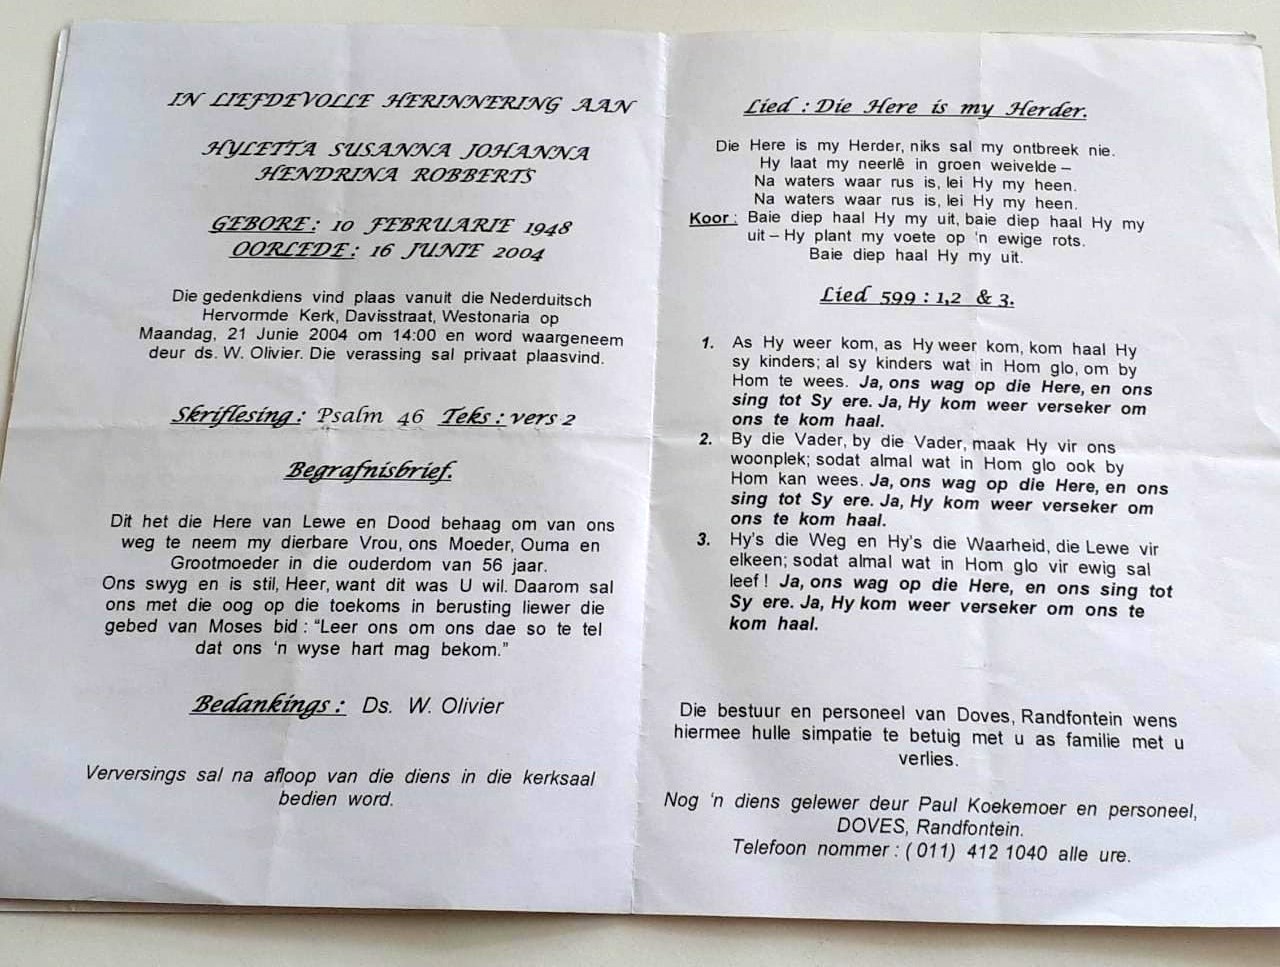 IN LIEFDEVOLLE HERINNERING AAN
HYLETTA SUSANNA JOHANNA
HENDRINA ROBBERTS
GEBORE : 10 FEBRUARIE 1948
OORLEDE : 16 JUNIE 2004
Die gedenkdiens vind plaas vanuit die Nederduitsch
Hervormde Kerk, Davisstraat, Westonaria op
Maandag, 21 Junie 2004 om 14:00 en word waargeneem
deur ds. W. Olivier. Die verassing sal privaat plaasvind.
Skriflesing : Psalm 46 Teks : vers 2
Begrafnisbrief.
Dit het die Here van Lewe en Dood behaag om van ons
weg te neem my dierbare Vrou, ons Moeder, Ouma en
Grootmoeder in die ouderdom van 56 jaar.
Ons swyg en is stil, Heer, want dit was U wil. Daarom sal
ons met die oog op die toekoms in berusting liewer die
gebed van Moses bid : “Leer ons om ons dae so te tel
dat ons ‘n wyse hart mag bekom.”
Bedankings : Ds. W. Olivier
Verversings sal na afloop van die diens in die kerksaal
bedien word.
Lied : Die Here is my Herder.
Die Here is my Herder, niks sal my ontbreek nie.
Hy laat my neerlê in groen weivelde –
Na waters waar rus is, lei Hy my heen.
Na waters waar rus is, lei Hy my heen.
Koor : Baie diep haal Hy my uit, baie diep haal Hy my
uit – Hy plant my voete op ‘n ewige rots.
Baie diep haal Hy my uit.
Lied 599 : 1,2 & 3.
1. As Hy weer kom, as Hy weer kom, kom haal Hy
sy kinders; al sy kinders wat in Hom glo, om by
Hom te wees. Ja, ons wag op die Here, en ons
sing tot Sy ere. Ja, Hy kom weer verseker om
ons te kom haal.
2. By die Vader, by die Vader, maak Hy vir ons
woonplek; sodat almal wat in Hom glo ook by
Hom kan wees. Ja, ons wag op die Here, en ons
sing tot Sy ere. Ja, Hy kom weer verseker om
ons te kom haal.
3. Hy’s die Weg en Hy’s die Waarheid, die Lewe vir
elkeen; sodat almal wat in Hom glo vir ewig sal
leef ! Ja, ons wag op die Here, en ons sing tot
Sy ere. Ja, Hy kom weer verseker om ons te
kom haal.
Die bestuur en personeel van Doves, Randfontein wens
hiermee hulle simpatie te betuig met u as familie met u
verlies.
Nog ‘n diens gelewer deur Paul Koekemoer en personeel,
DOVES, Randfontein.
Telefoon nommer : ( 011) 412 1040 alle ure.